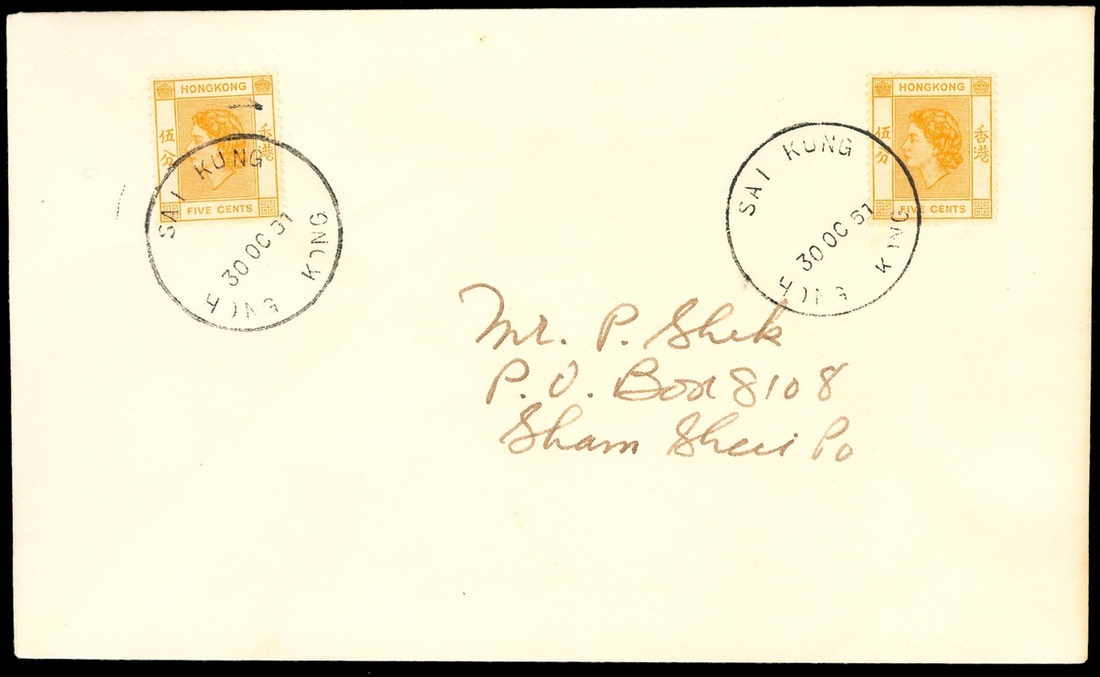 HONGKONG
伍分
香港
FIVE CENTS
SAI KUNG
30 OC 61
HONG KONG
HONGKONG
伍分
香港
FIVE CENTS
SAI KUNG
30 OC 61
HONG KONG
Mr. P. Shek
P. O. Box 8108
Sham Shui Po